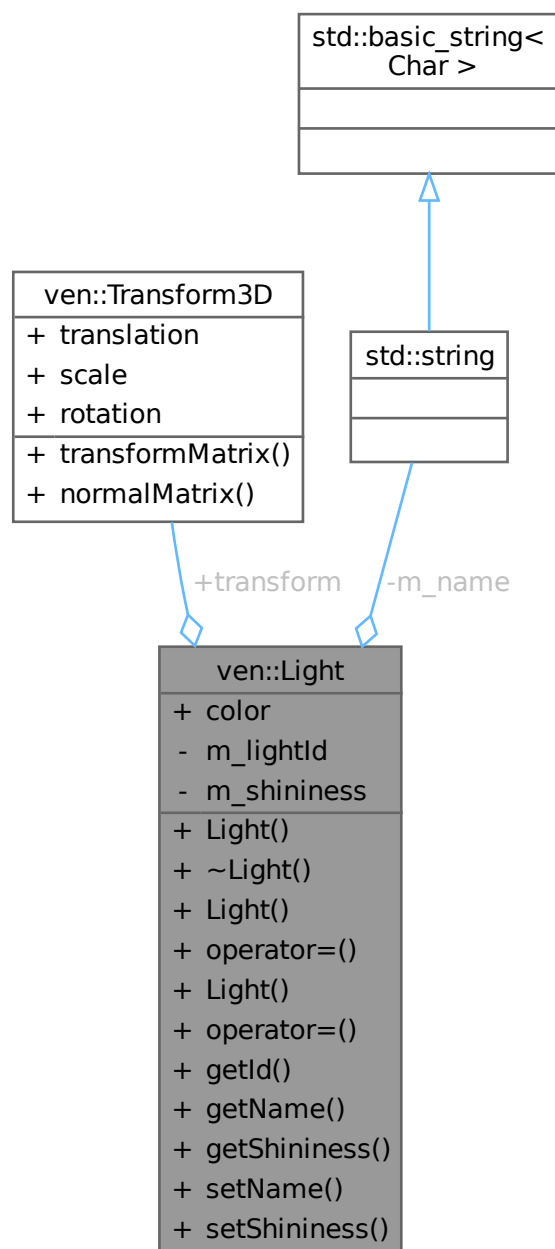 std::basic_string<
Char >
ven::Transform3D
+ translation
+ scale
+ rotation
+ transformMatrix()
+ normalMatrix()
std::string
+transform
-m_name
ven::Light
+ color
- m_lightId
- m_shininess
+ Light()
+ ~Light()
+ Light()
+ operator=()
+ Light()
+ operator=()
+ getId()
+ getName()
+ getShininess()
+ setName()
+ setShininess()